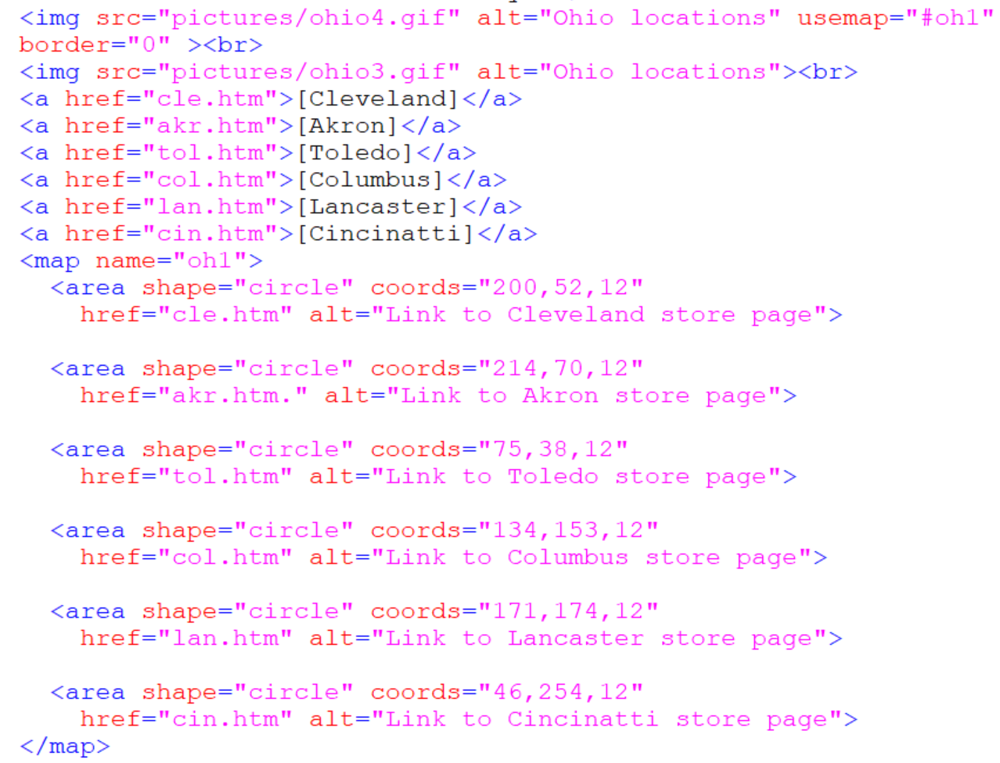 <img src="pictures/ohio4.gif" alt="Ohio locations" usemap="#oh1"
border="0" ><br>
<img src="pictures/ohio3.gif" alt="Ohio locations"><br>
<a href="cle.htm">[Cleveland]</a>
<a href="akr.htm">[Akron]</a>
<a href="tol.htm">[Toledo]</a>
<a href="col.htm">[Columbus]</a>
<a href="lan.htm">[Lancaster]</a>
<a href="cin.htm">[Cincinatti]</a>
<map name="oh1">
<area shape="circle" coords="200,52,12"
href="cle.htm" alt="Link to Cleveland store page">
<area shape="circle" coords="214,70,12"
href="akr.htm." alt="Link to Akron store page">
<area shape="circle" coords="75,38,12"
href="tol.htm" alt="Link to Toledo store page">
<area shape="circle" coords="134,153,12"
href="col.htm" alt="Link to Columbus store page">
<area shape="circle" coords="171,174,12"
href="lan.htm" alt="Link to Lancaster store page">
<area shape="circle" coords="46,254,12"
href="cin.htm" alt="Link to Cincinatti store page">
</map>